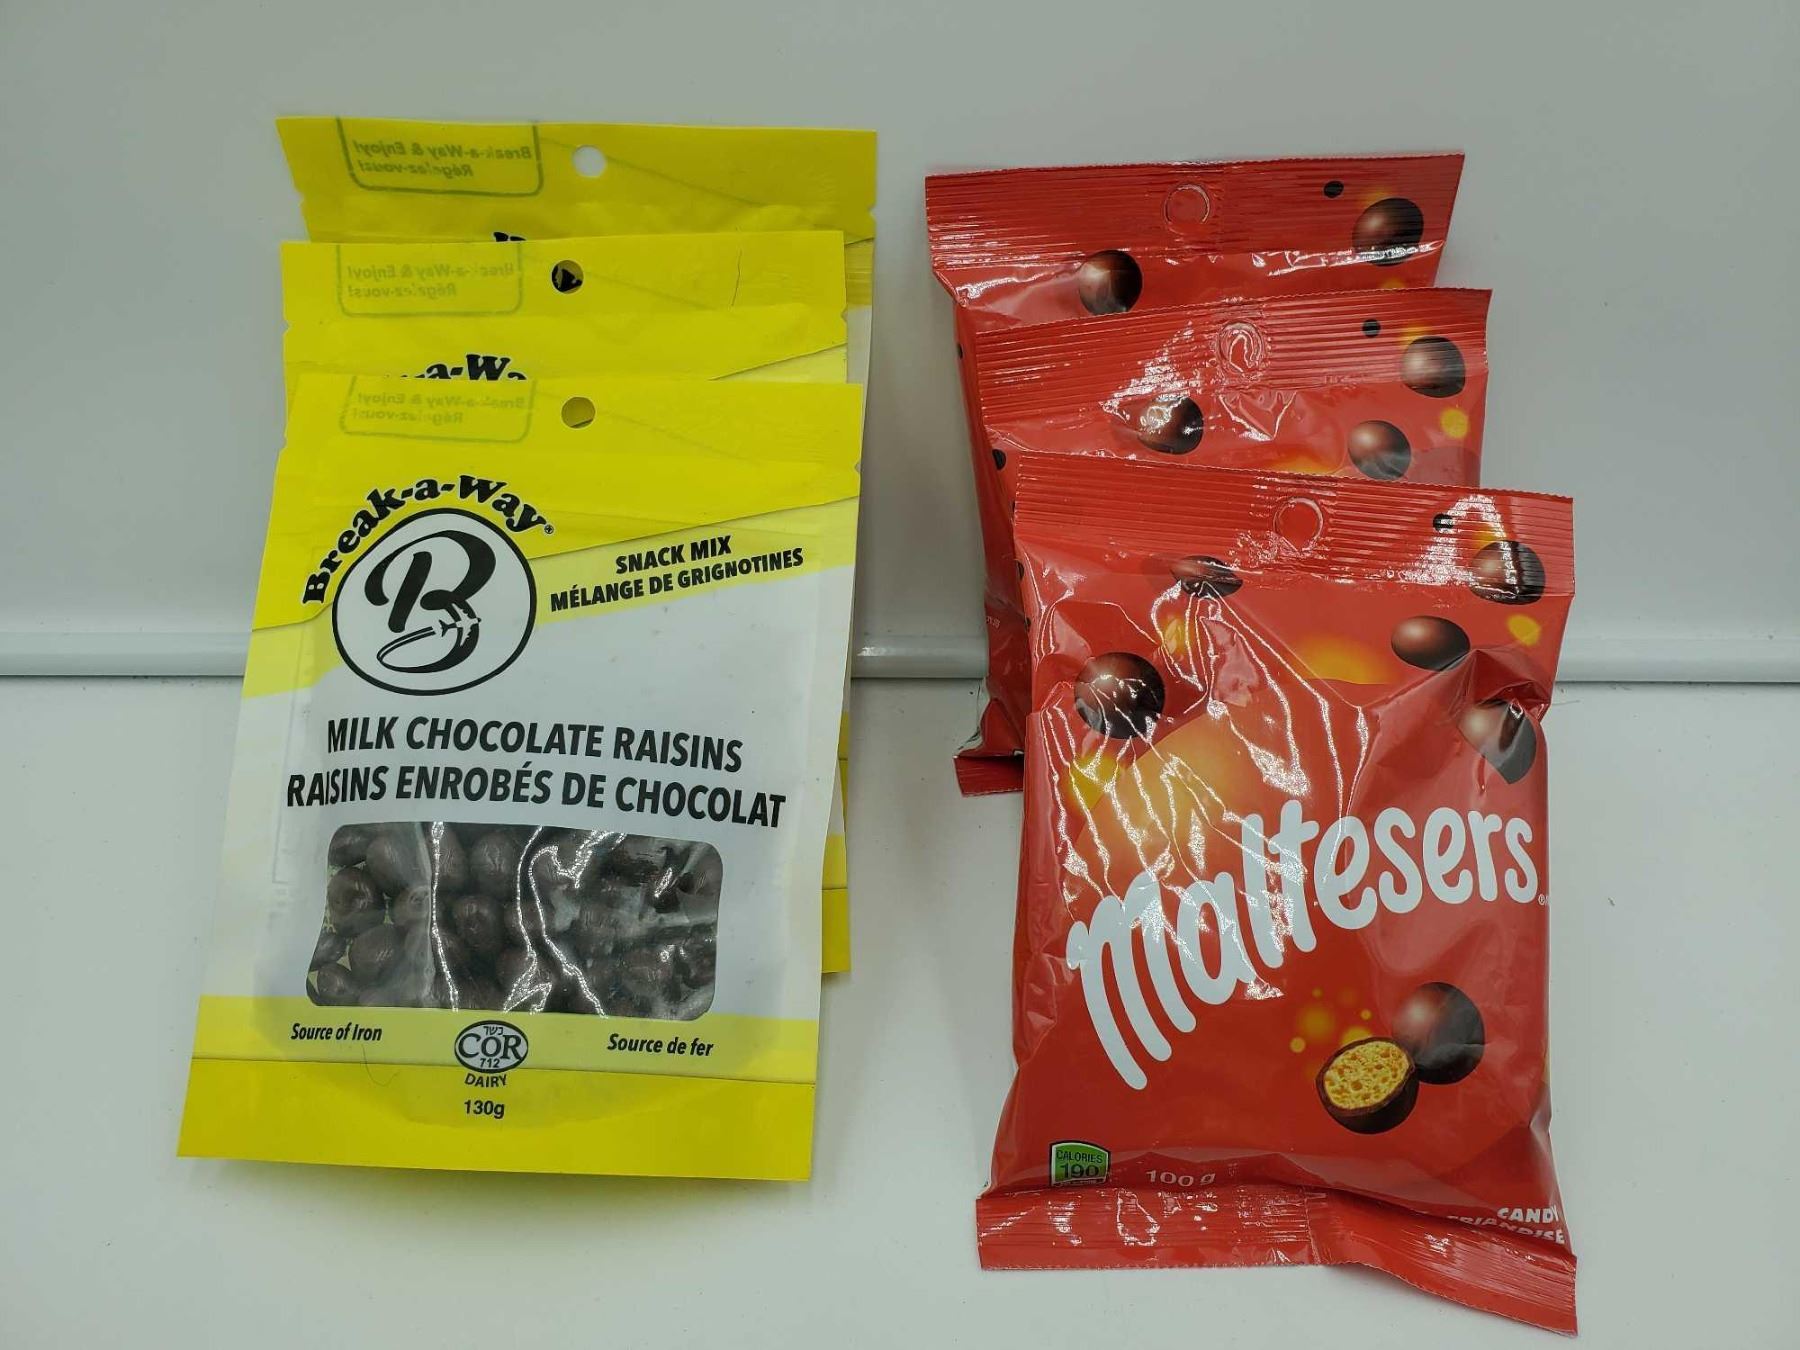 Break-a-Way & Enjoy!
Régalez-vous!
Break-a-Way & Enjoy!
Régalez-vous!
Break-a-Way & Enjoy!
Régalez-vous!
Break-a-Way®
B
SNACK MIX
MÉLANGE DE GRIGNOTINES
MILK CHOCOLATE RAISINS
RAISINS ENROBÉS DE CHOCOLAT
Source of Iron
כשר
COR
712
DAIRY
Source de fer
130g
Maltesers
CALORIES
190
100 g
CANDY
FRIANDISE